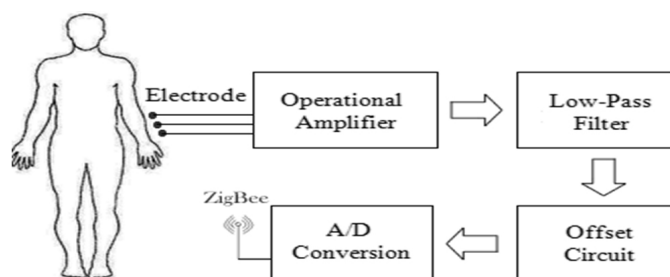 Electrode
Operational
Amplifier
Low-Pass
Filter
ZigBee
A/D
Conversion
Offset
Circuit